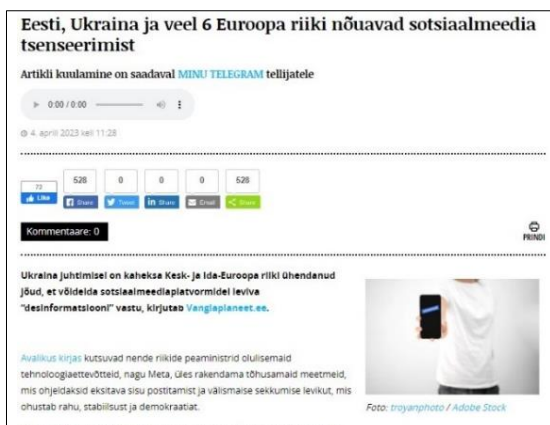 Eesti, Ukraina ja veel 6 Euroopa riiki nõuavad sotsiaalmeedia
tsenseerimist
Artikli kuulamine on saadaval MINU TELEGRAM tellijatele
0:00 / 0:00
4. aprill 2023 kell 11:28
72
Like
528
Share
0
Tweet
0
Share
0
Email
528
Share
Kommentaare: 0
PRINDI
Ukraina juhtimisel on kaheksa Kesk- ja Ida-Euroopa riiki ühendanud
jõud, et võidelda sotsiaalmeediaplatvormidel leviva
"desinformatsiooni" vastu, kirjutab Vanglaplaneet.ee.
Avalikus kirjas kutsuvad nende riikide peaministrid olulisemaid
tehnoloogiaettevõtteid, nagu Meta, üles rakendama tõhusamaid meetmeid,
mis ohjeldaksid eksitava sisu postitamist ja välismaise sekkumise levikut, mis
ohustab rahu, stabiilsust ja demokraatiat.
Foto: troyanphoto / Adobe Stock